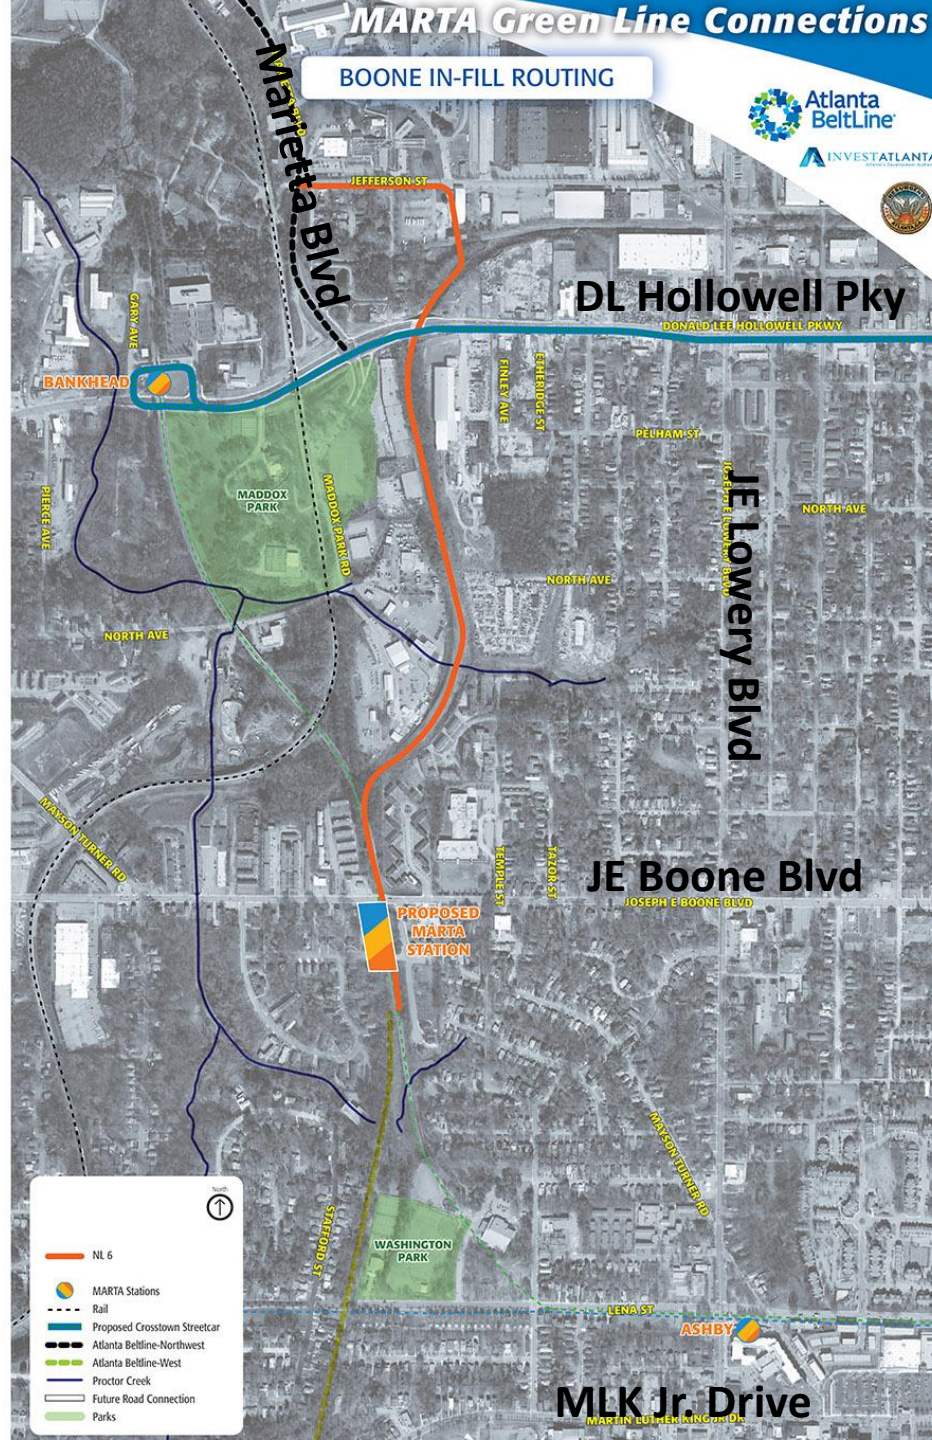 MARTA Green Line Connections
BOONE IN-FILL ROUTING
Atlanta
BeltLine
INVEST ATLANTA
Marietta Blvd
JEFFERSON ST
DL Hollowell Pky
DONALD LEE HOLLOWELL PKWY
GARY AVE
BANKHEAD
FINLEY AVE
ETHERIDGE ST
PELHAM ST
MADDOX
PARK
MADDOX PARK RD
PIERCE AVE
JE Lowery Blvd
NORTH AVE
NORTH AVE
NORTH AVE
MAYSON TURNER RD
TEMPLE ST
TAZOR ST
JE Boone Blvd
JOSEPH E BOONE BLVD
PROPOSED
MARTA
STATION
MAYSON TURNER RD
STAFFORD ST
WASHINGTON
PARK
LENA ST
ASHBY
MLK Jr. Drive
MARTIN LUTHER KING JR DR
North
NL 6
MARTA Stations
Rail
Proposed Crosstown Streetcar
Atlanta Beltline-Northwest
Atlanta Beltline-West
Proctor Creek
Future Road Connection
Parks